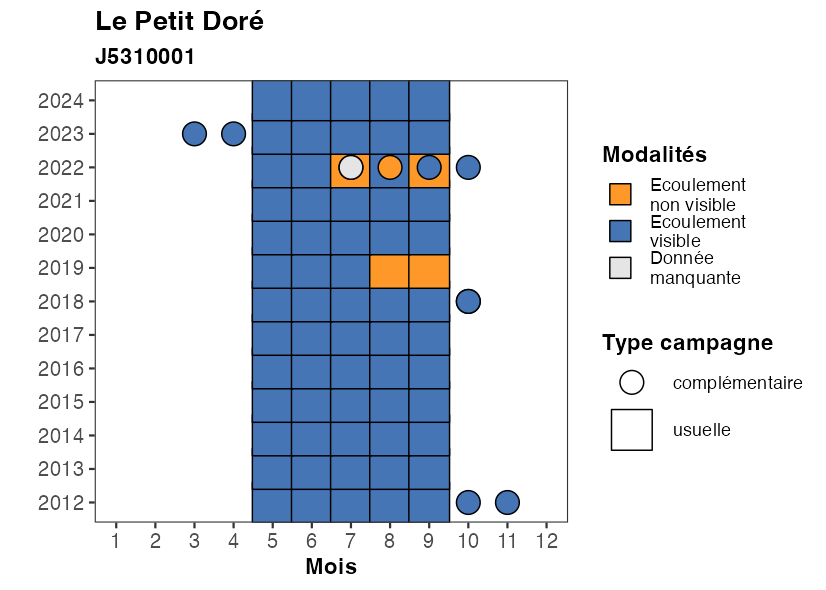 Le Petit Doré
J5310001
2024
2023
2022
2021
2020
2019
2018
2017
2016
2015
2014
2013
2012
1 2 3 4 5 6 7 8 9 10 11 12
Mois
Modalités
Ecoulement
non visible
Ecoulement
visible
Donnée
manquante
Type campagne
complémentaire
usuelle